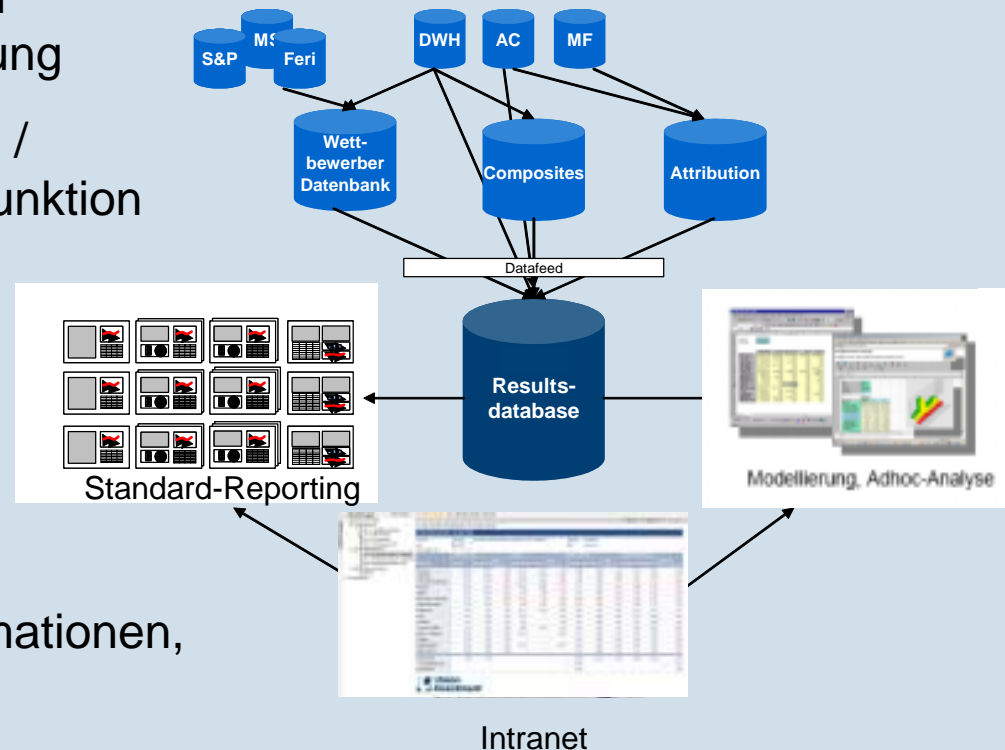 ung
/
unktion
nationen,
S&P
MS
Feri
DWH
AC
MF
Wett-
bewerber
Datenbank
Composites
Attribution
Datafeed
Results-
database
Standard-Reporting
Modellierung, Adhoc-Analyse
Intranet